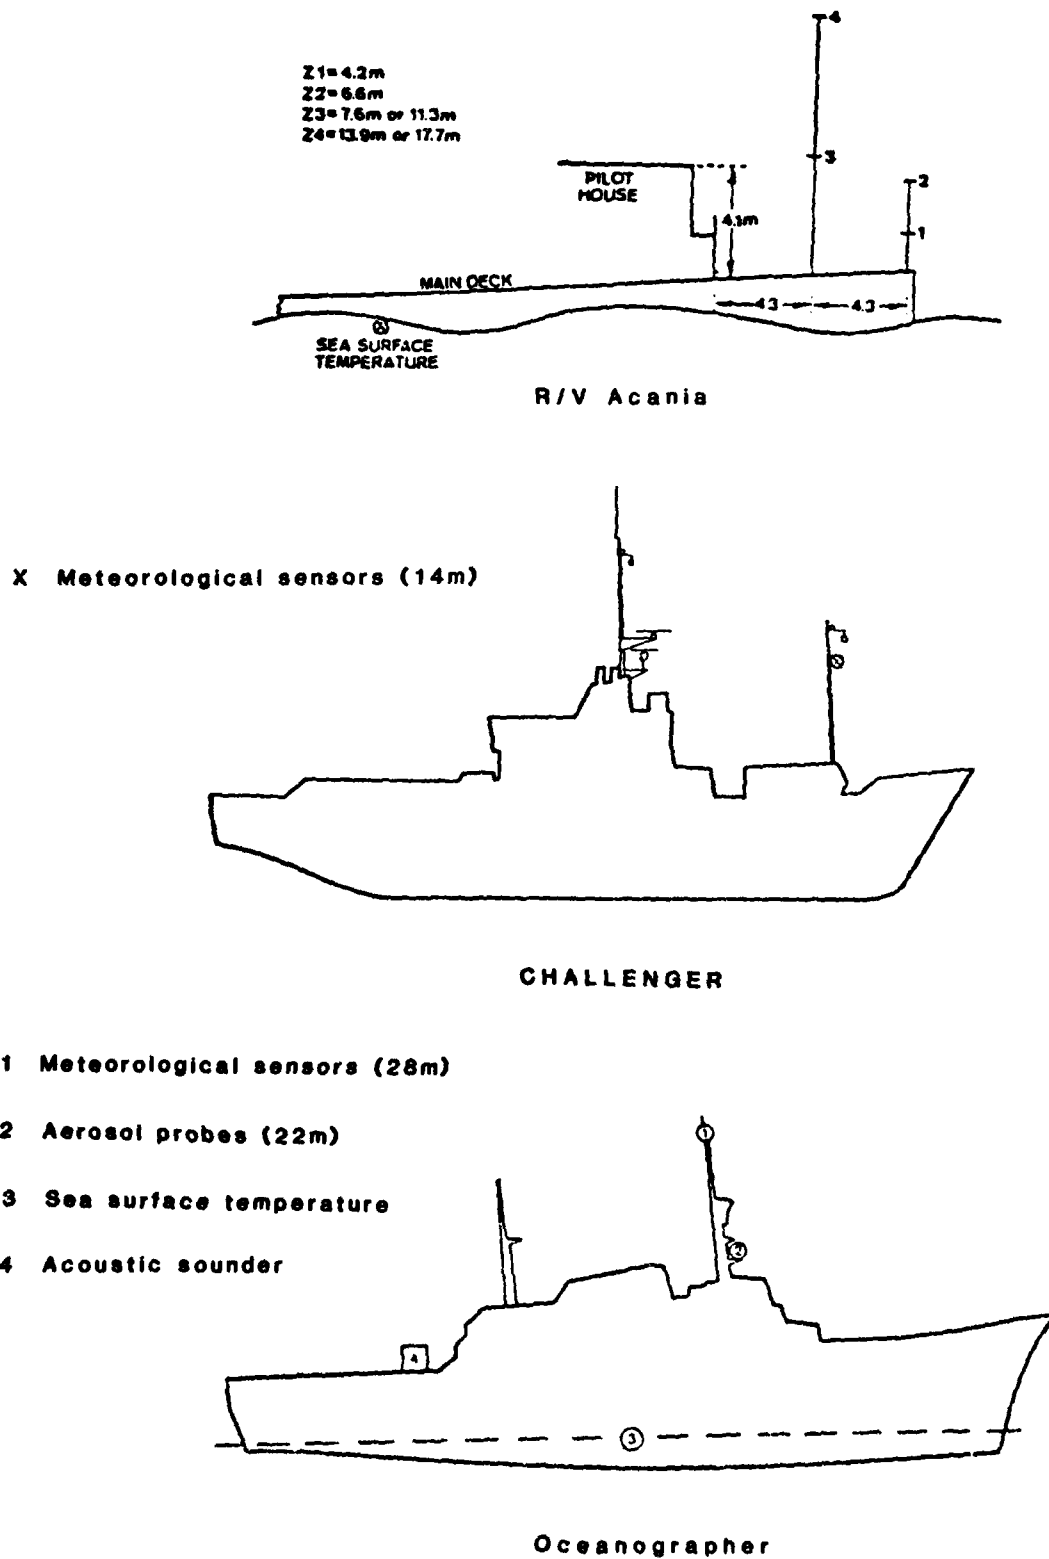 4
Z1=4.2m
Z2=6.6m
Z3=7.6m or 11.3m
Z4=13.9m or 17.7m
3
PILOT
HOUSE
2
4.1m
1
MAIN DECK
4.3
4.3
SEA SURFACE
TEMPERATURE
R/V Acania
X Meteorological sensors (14m)
CHALLENGER
1 Meteorological sensors (28m)
2 Aerosol probes (22m)
3 Sea surface temperature
4 Acoustic sounder
1
2
4
3
Oceanographer